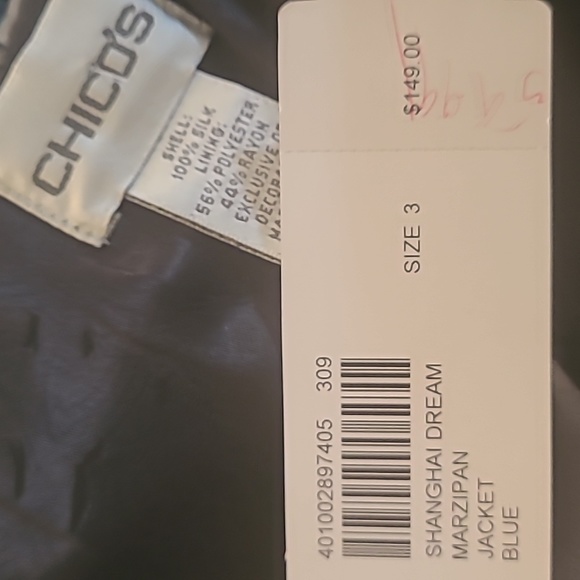 CHICO'S
SHELL:
100% SILK
LINING:
56% POLYESTER
44% RAYON
EXCLUSIVE OF
$149.00
SIZE 3
401002897405 309
SHANGHAI DREAM
MARZIPAN
JACKET
BLUE